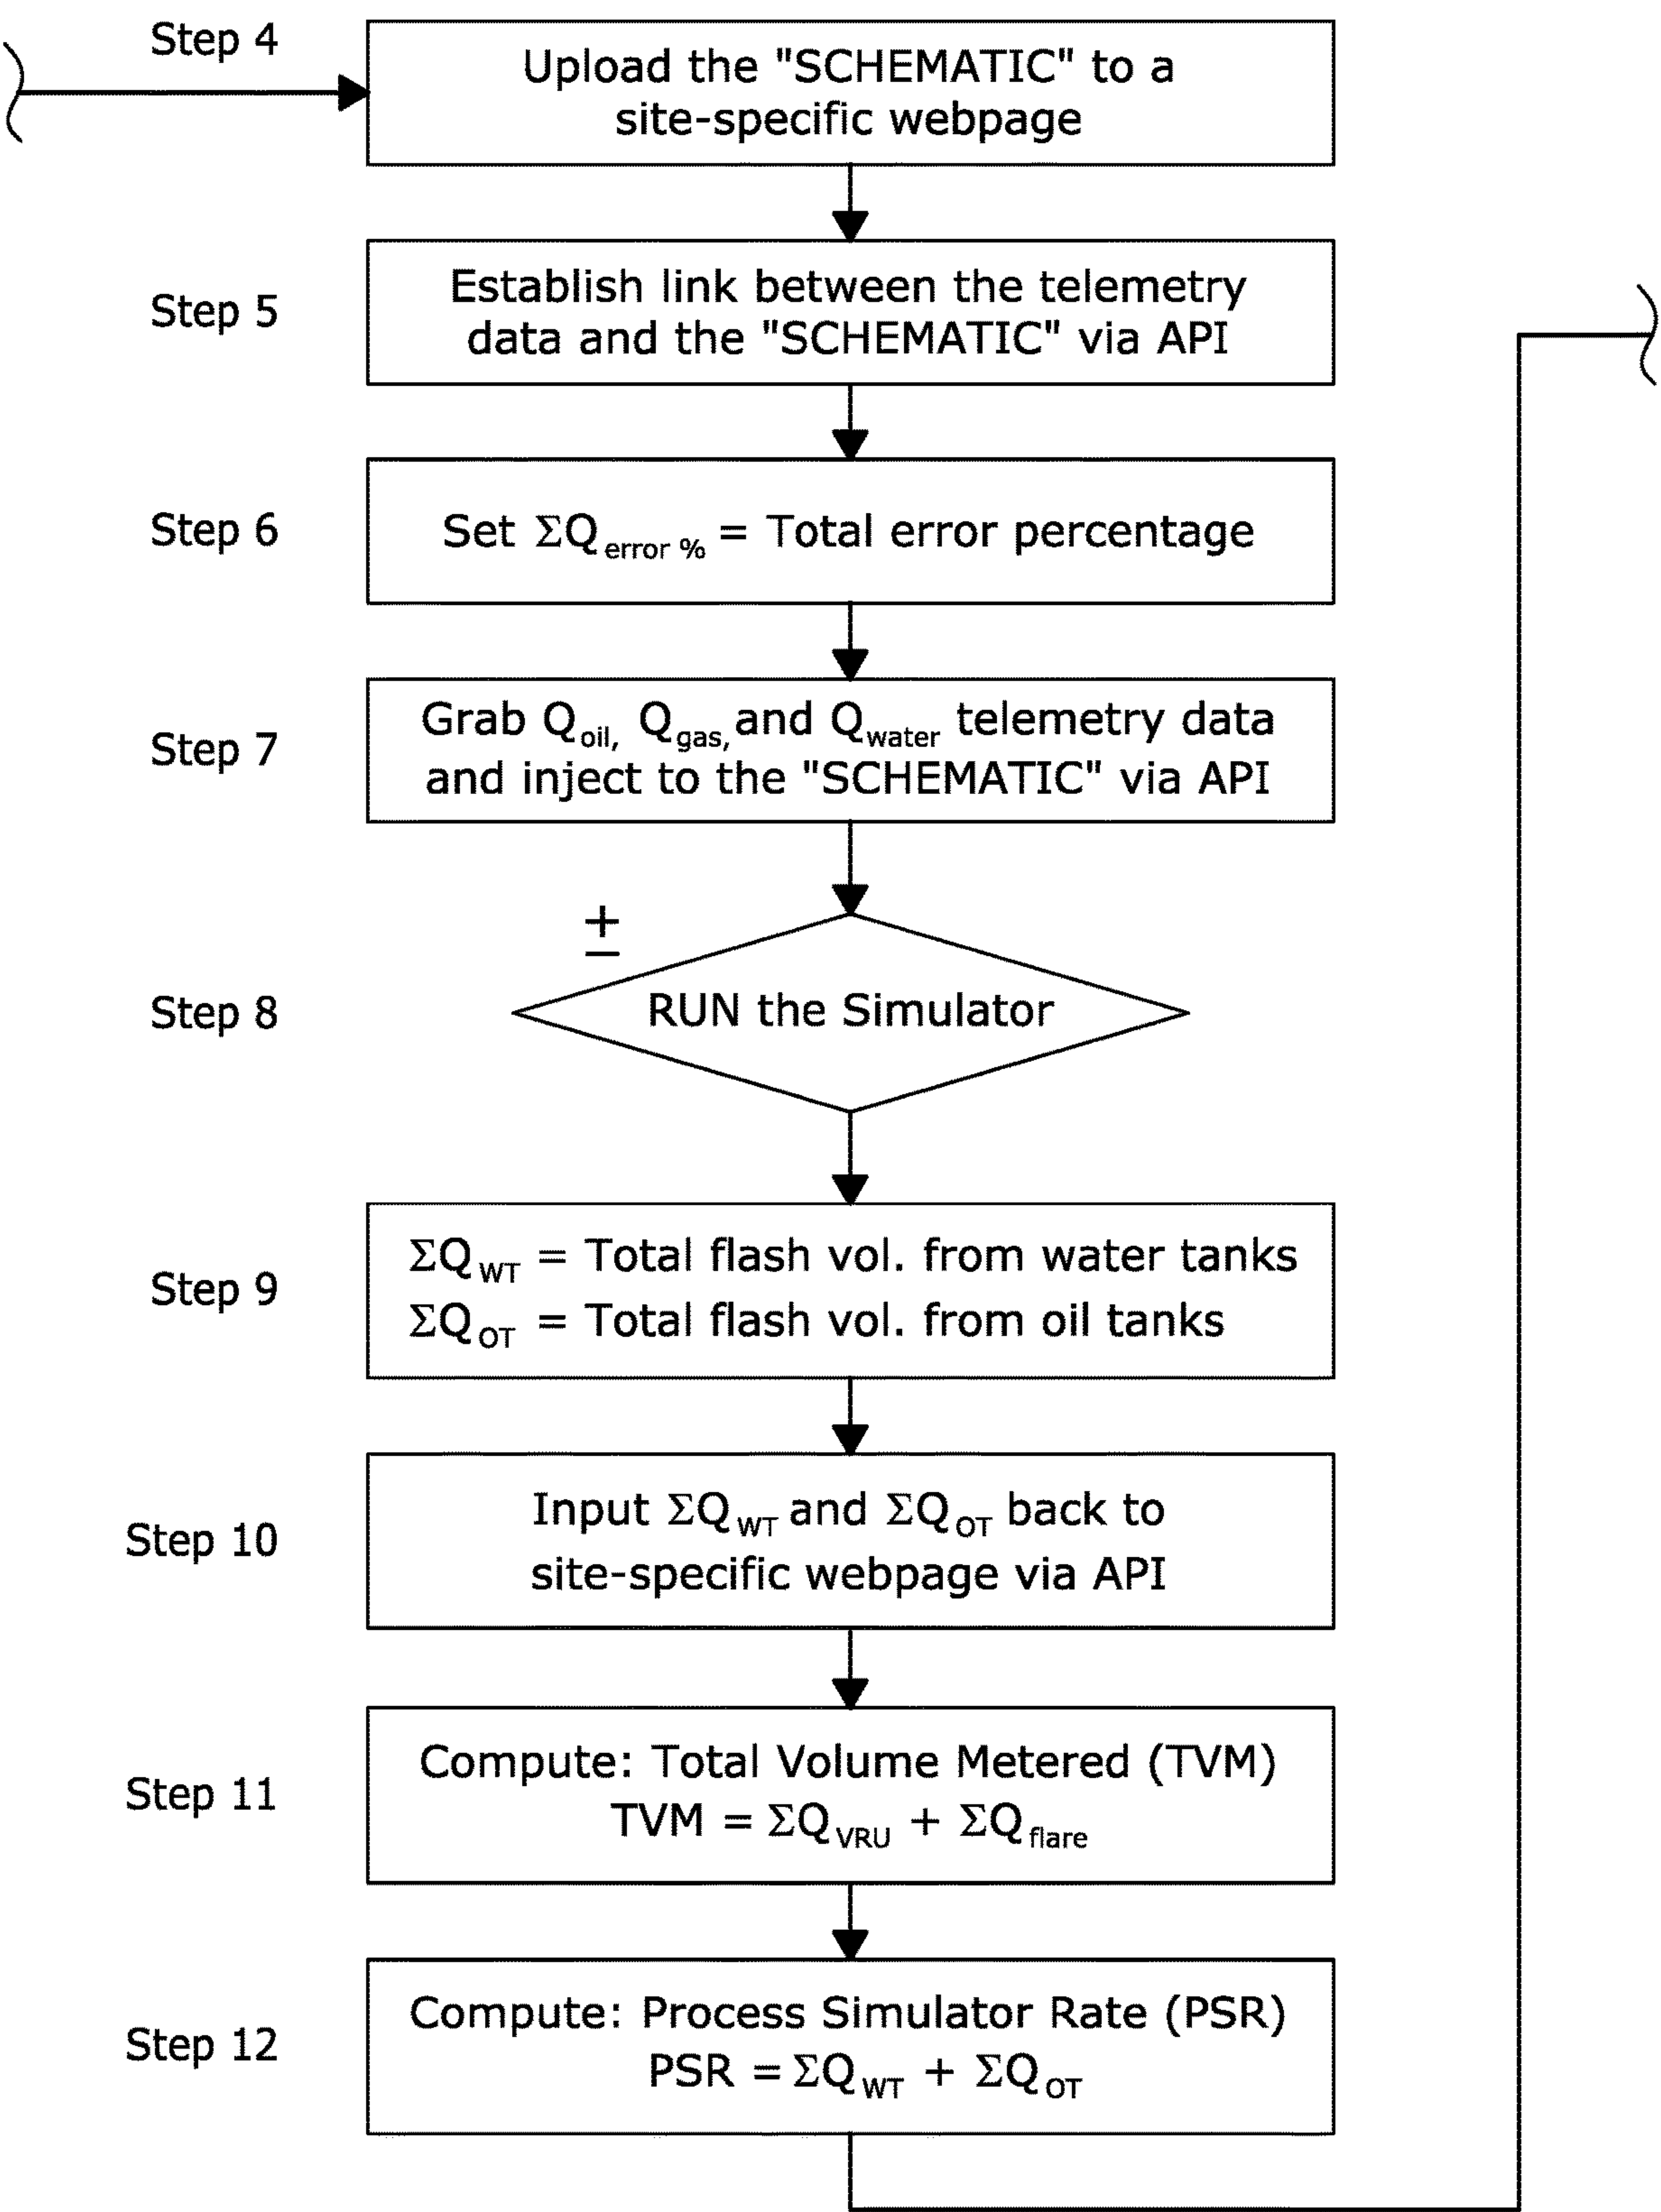 Step 4
Upload the "SCHEMATIC" to a
site-specific webpage
Step 5
Establish link between the telemetry
data and the "SCHEMATIC" via API
Step 6
Set ΣQerror % = Total error percentage
Step 7
Grab Qoil, Qgas, and Qwater telemetry data
and inject to the "SCHEMATIC" via API
±
Step 8
RUN the Simulator
Step 9
ΣQWT = Total flash vol. from water tanks
ΣQOT = Total flash vol. from oil tanks
Step 10
Input ΣQWT and ΣQOT back to
site-specific webpage via API
Step 11
Compute: Total Volume Metered (TVM)
TVM = ΣQVRU + ΣQflare
Step 12
Compute: Process Simulator Rate (PSR)
PSR = ΣQWT + ΣQOT